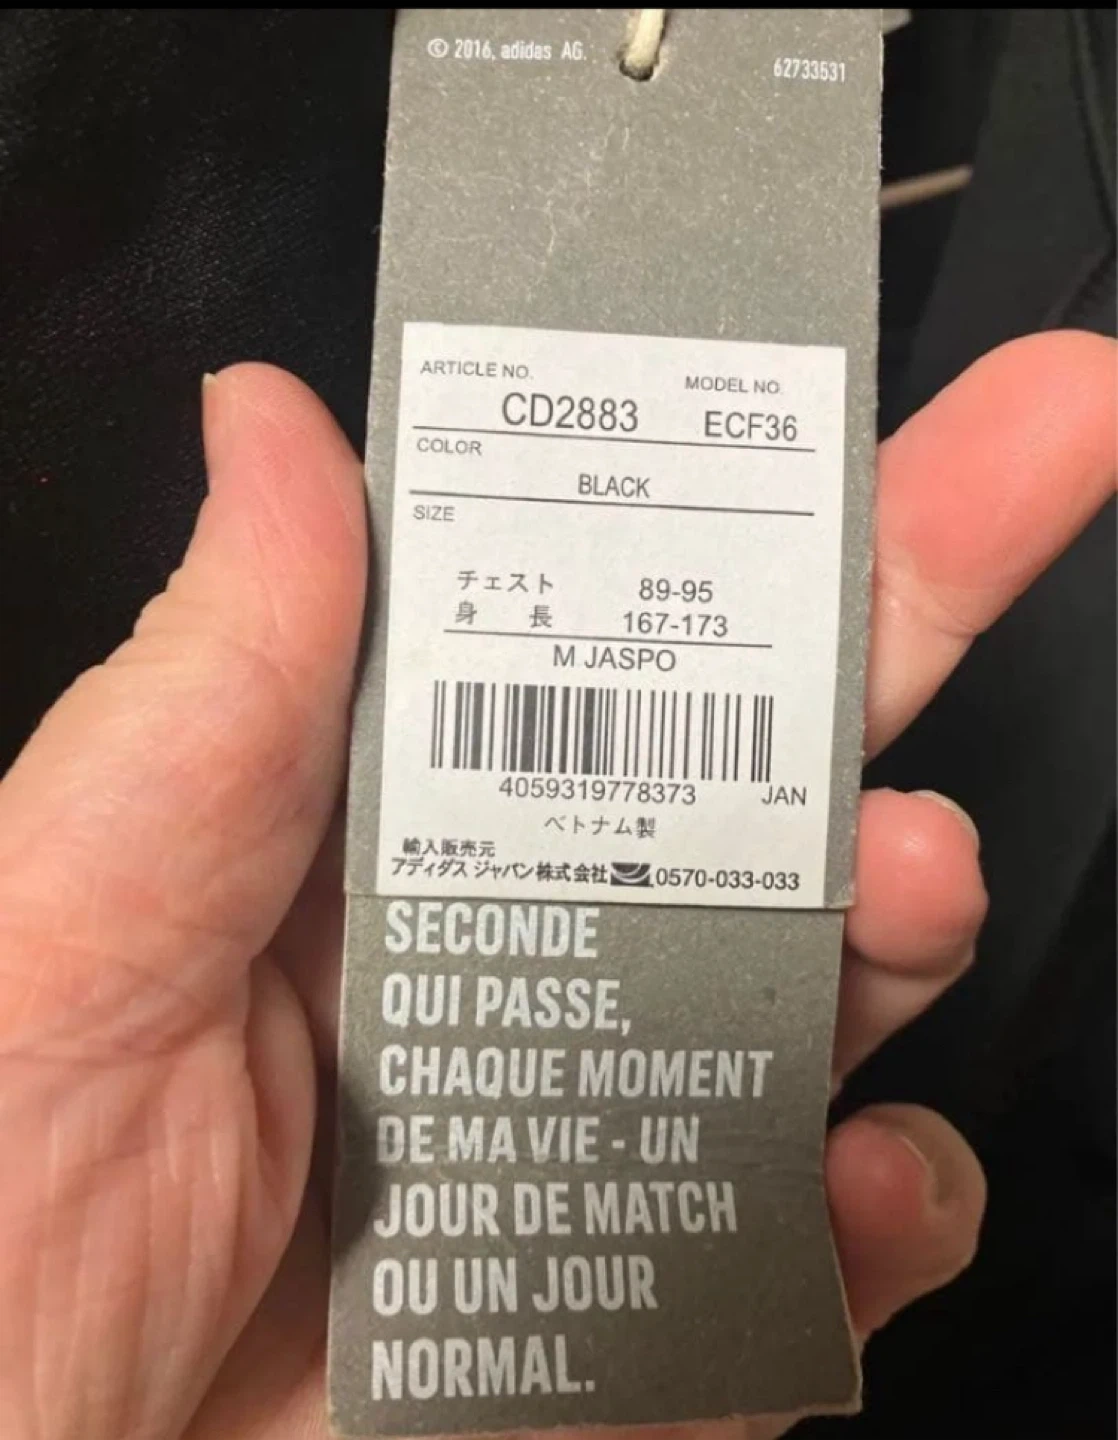 © 2016, adidas AG.
62733531
ARTICLE NO.
MODEL NO.
CD2883
ECF36
COLOR
BLACK
SIZE
チェスト 89-95
身 長 167-173
M JASPO
4059319778373 JAN
ベトナム製
輸入販売元
アディダス ジャパン株式会社 0570-033-033
SECONDE
QUI PASSE,
CHAQUE MOMENT
DE MA VIE - UN
JOUR DE MATCH
OU UN JOUR
NORMAL.